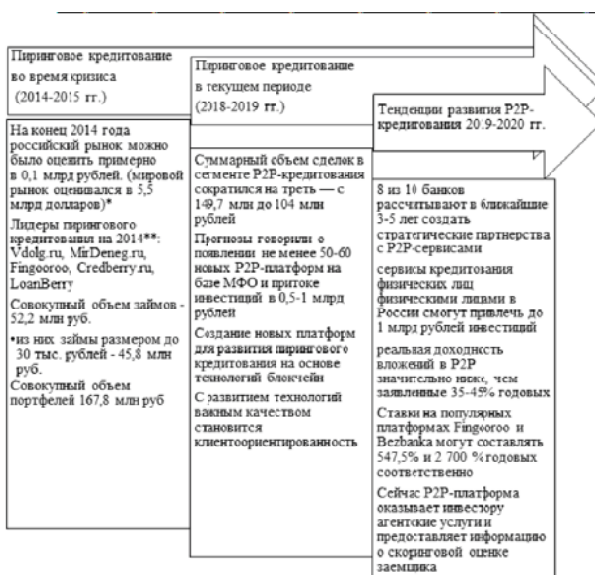 Пиринговое кредитование
во время кризиса
(2014-2015 гг.)
На конец 2014 года
российский рынок можно
было оценить примерно
в 0,1 млрд рублей. (мировой
рынок оценивался в 5,5
млрд долларов)*
Лидеры пирингового
кредитования на 2014**:
Vdolg.ru, MirDeneg.ru,
Fingooroo, Credberry.ru,
LoanBerry
Совокупный объем займов -
52,2 млн руб.
*из них займы размером до
30 тыс. рублей - 45,8 млн
руб.
Совокупный объем
портфелей 167,8 млн руб
Пиринговое кредитование
в текущем периоде
(2018-2019 гг.)
Суммарный объем сделок в
сегменте P2P-кредитования
сократился на треть — с
149,7 млн до 104 млн
рублей
Прогнозы говорили о
появлении не менее 50-60
новых P2P-платформ на
базе МФО и притоке
инвестиций в 0,5-1 млрд
рублей
Создание новых платформ
для развития пирингового
кредитования на основе
технологий блокчейн
С развитием технологий
важным качеством
становится
клиентоориентированность
Тенденции развития P2P-
кредитования 2019-2020 гг.
8 из 10 банков
рассчитывают в ближайшие
3-5 лет создать
стратегические партнерства
с P2P-сервисами
сервисы кредитования
физических лиц
физическими лицами в
России смогут привлечь до
1 млрд рублей инвестиций
реальная доходность
вложений в P2P
значительно ниже, чем
заявленные 35-45% годовых
Ставки на популярных
платформах Fingooroo и
Bezbanka могут составлять
547,5% и 2 700 % годовых
соответственно
Сейчас P2P-платформа
оказывает инвестору
агентские услуги и
предоставляет информацию
о скоринговой оценке
заемщика